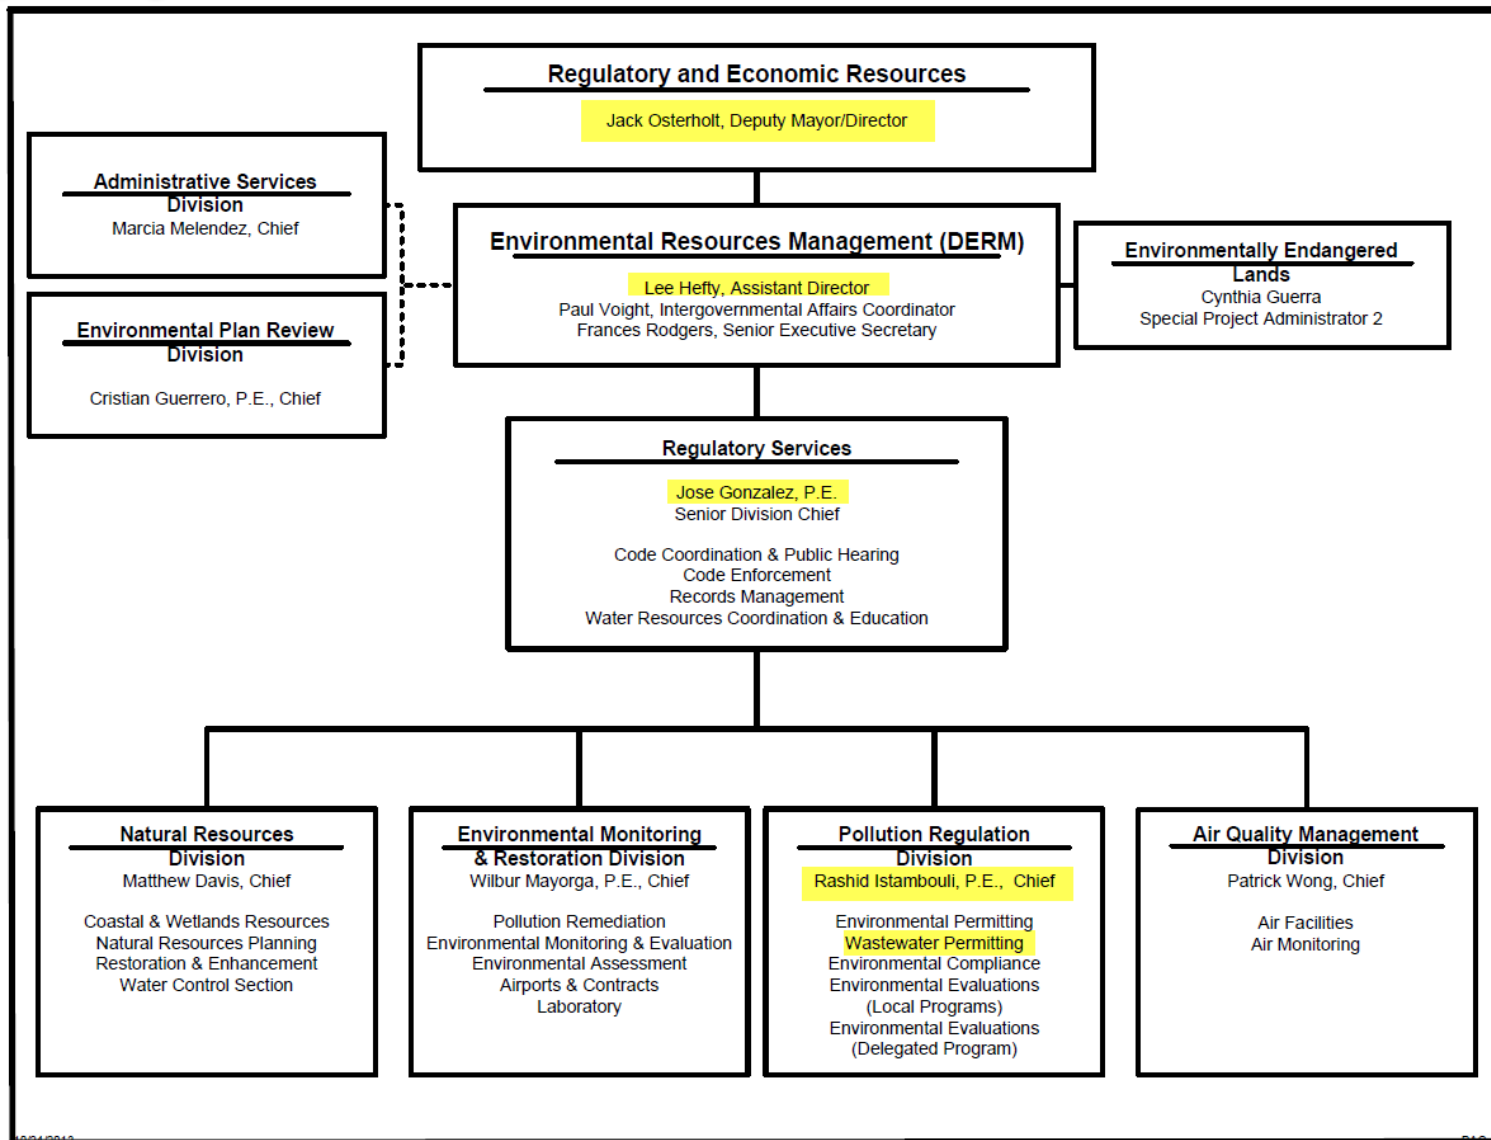 Regulatory and Economic Resources
Jack Osterholt, Deputy Mayor/Director
Administrative Services
Division
Marcia Melendez, Chief
Environmental Resources Management (DERM)
Lee Hefty, Assistant Director
Paul Voight, Intergovernmental Affairs Coordinator
Frances Rodgers, Senior Executive Secretary
Environmentally Endangered
Lands
Cynthia Guerra
Special Project Administrator 2
Environmental Plan Review
Division
Cristian Guerrero, P.E., Chief
Regulatory Services
Jose Gonzalez, P.E.
Senior Division Chief
Code Coordination & Public Hearing
Code Enforcement
Records Management
Water Resources Coordination & Education
Natural Resources
Division
Matthew Davis, Chief
Coastal & Wetlands Resources
Natural Resources Planning
Restoration & Enhancement
Water Control Section
Environmental Monitoring
& Restoration Division
Wilbur Mayorga, P.E., Chief
Pollution Remediation
Environmental Monitoring & Evaluation
Environmental Assessment
Airports & Contracts
Laboratory
Pollution Regulation
Division
Rashid Istambouli, P.E., Chief
Environmental Permitting
Wastewater Permitting
Environmental Compliance
Environmental Evaluations
(Local Programs)
Environmental Evaluations
(Delegated Program)
Air Quality Management
Division
Patrick Wong, Chief
Air Facilities
Air Monitoring